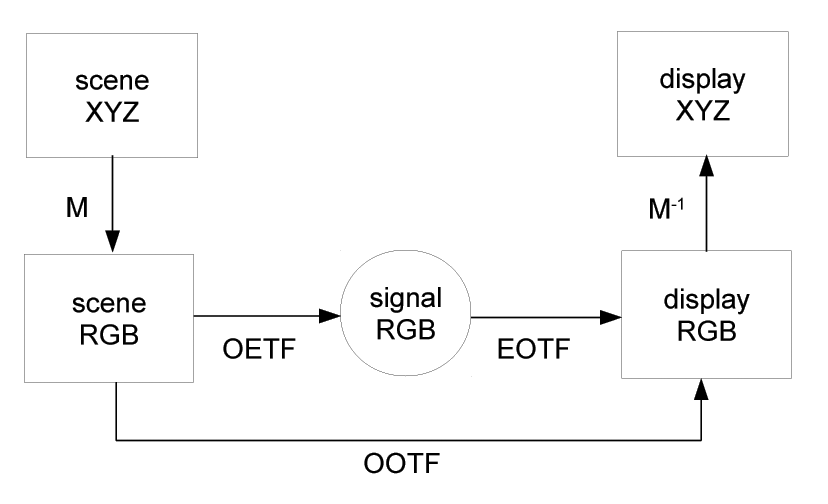 scene
XYZ
display
XYZ
M
M-1
scene
RGB
signal
RGB
display
RGB
OETF
EOTF
OOTF